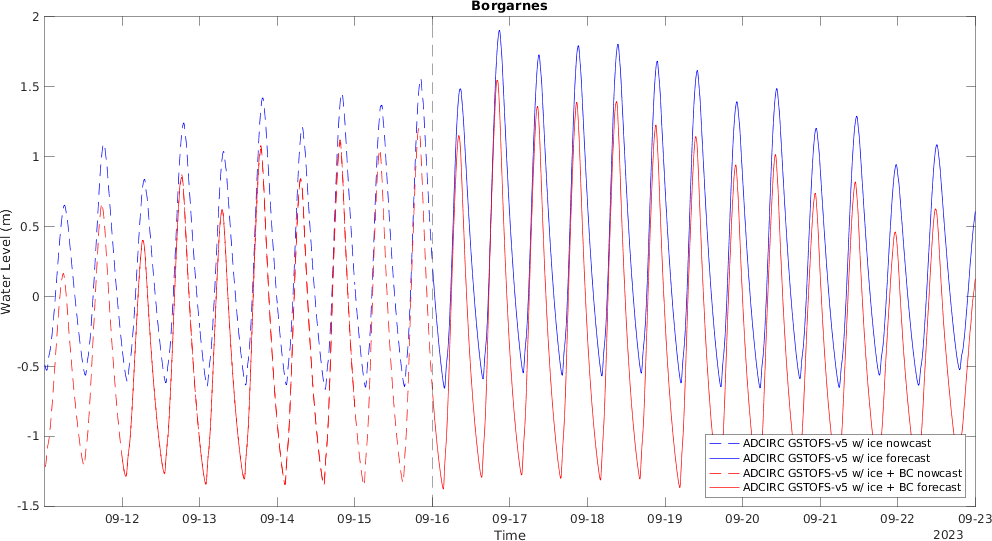 Borgarnes
2
1.5
1
0.5
0
-0.5
-1
-1.5
Water Level (m)
ADCIRC GSTOFS-v5 w/ ice nowcast
ADCIRC GSTOFS-v5 w/ ice forecast
ADCIRC GSTOFS-v5 w/ ice + BC nowcast
ADCIRC GSTOFS-v5 w/ ice + BC forecast
09-12 09-13 09-14 09-15 09-16 09-17 09-18 09-19 09-20 09-21 09-22 09-23
Time
2023